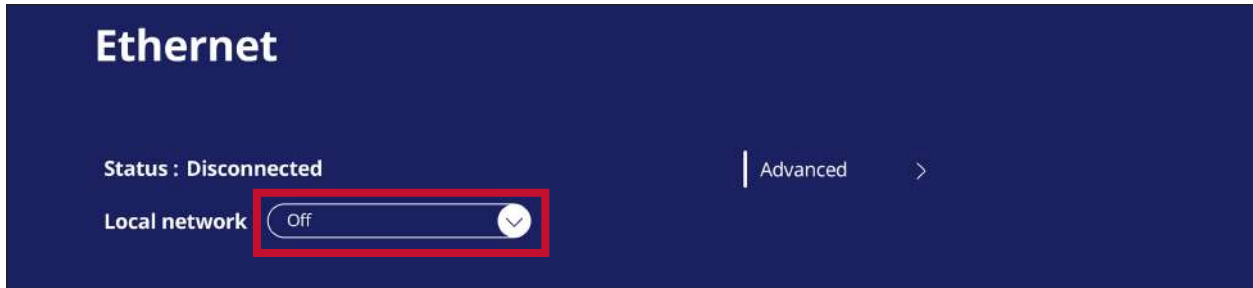 Ethernet
Status : Disconnected
Advanced
Local network
Off